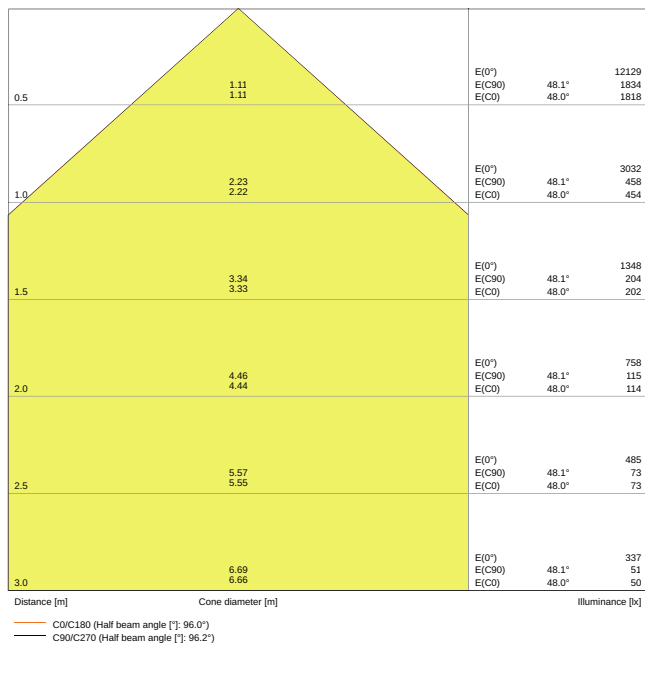 E(0°) 12129
1.11 E(C90) 48.1° 1834
0.5 1.11 E(C0) 48.0° 1818
E(0°) 3032
2.23 E(C90) 48.1° 458
1.0 2.22 E(C0) 48.0° 454
E(0°) 1348
3.34 E(C90) 48.1° 204
1.5 3.33 E(C0) 48.0° 202
E(0°) 758
4.46 E(C90) 48.1° 115
2.0 4.44 E(C0) 48.0° 114
E(0°) 485
5.57 E(C90) 48.1° 73
2.5 5.55 E(C0) 48.0° 73
E(0°) 337
6.69 E(C90) 48.1° 51
3.0 6.66 E(C0) 48.0° 50
Distance [m] Cone diameter [m] Illuminance [lx]
C0/C180 (Half beam angle [°]: 96.0°)
C90/C270 (Half beam angle [°]: 96.2°)